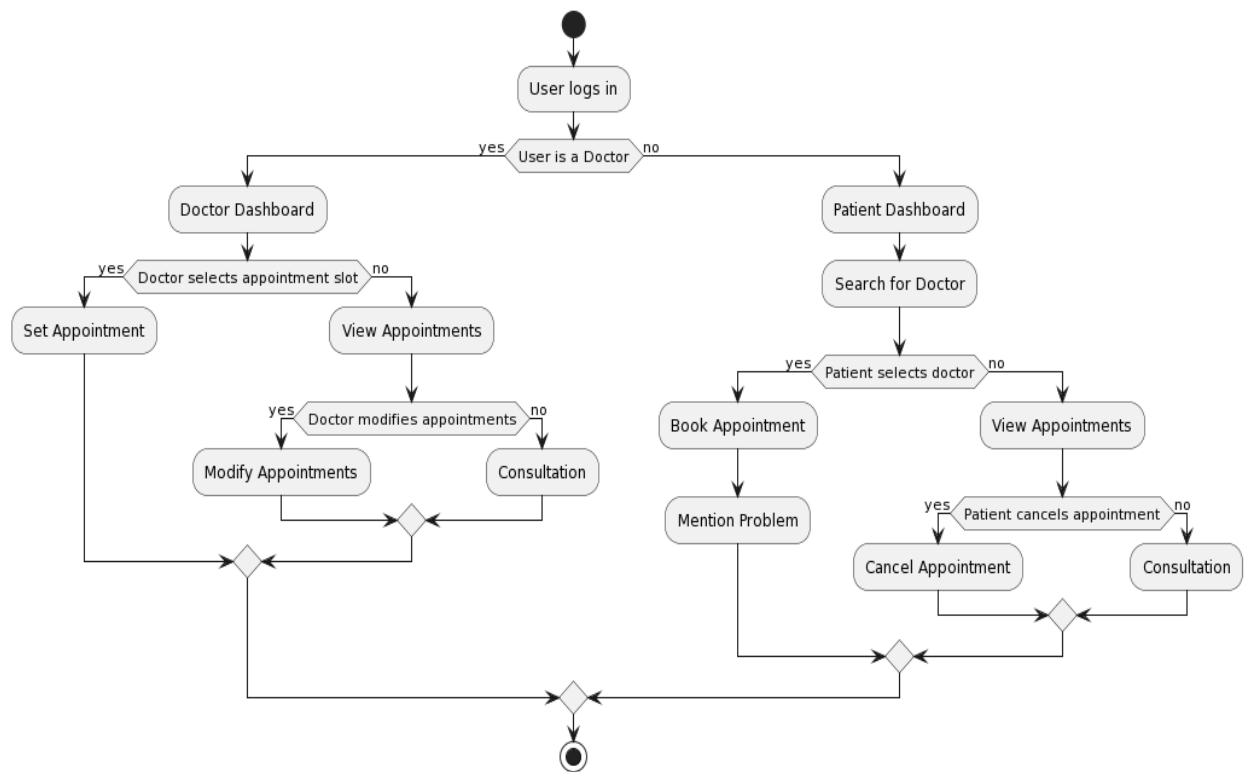 User logs in
yes
User is a Doctor
no
Doctor Dashboard
Patient Dashboard
yes
Doctor selects appointment slot
no
Search for Doctor
Set Appointment
View Appointments
yes
Patient selects doctor
no
yes
Doctor modifies appointments
no
Book Appointment
View Appointments
Modify Appointments
Consultation
yes
Patient cancels appointment
no
Mention Problem
Cancel Appointment
Consultation